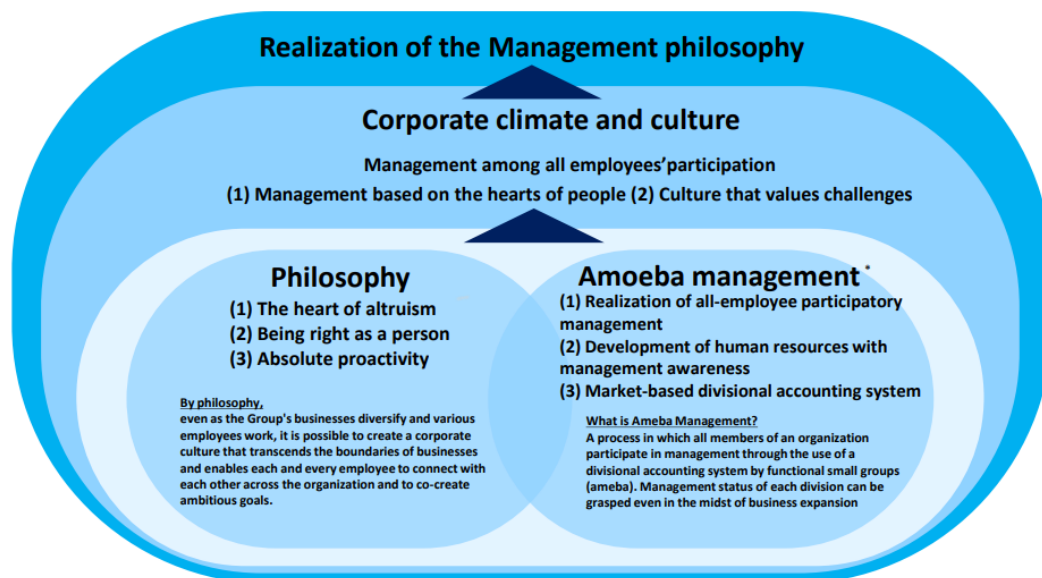 Realization of the Management philosophy
Corporate climate and culture
Management among all employees’participation
(1) Management based on the hearts of people (2) Culture that values challenges
Philosophy
(1) The heart of altruism
(2) Being right as a person
(3) Absolute proactivity
By philosophy,
even as the Group's businesses diversify and various
employees work, it is possible to create a corporate
culture that transcends the boundaries of businesses
and enables each and every employee to connect with
each other across the organization and to co-create
ambitious goals.
Amoeba management *
(1) Realization of all-employee participatory
management
(2) Development of human resources with
management awareness
(3) Market-based divisional accounting system
What is Ameba Management?
A process in which all members of an organization
participate in management through the use of a
divisional accounting system by functional small groups
(ameba). Management status of each division can be
grasped even in the midst of business expansion